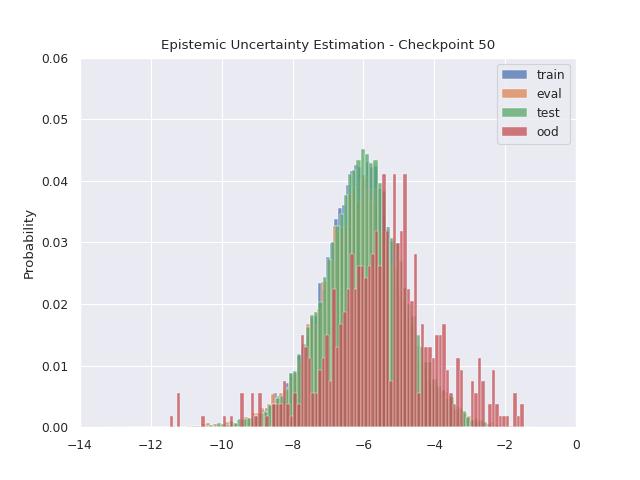 Epistemic Uncertainty Estimation - Checkpoint 50
Probability
0.06
0.05
0.04
0.03
0.02
0.01
0.00
−14
−12
−10
−8
−6
−4
−2
0
train
eval
test
ood